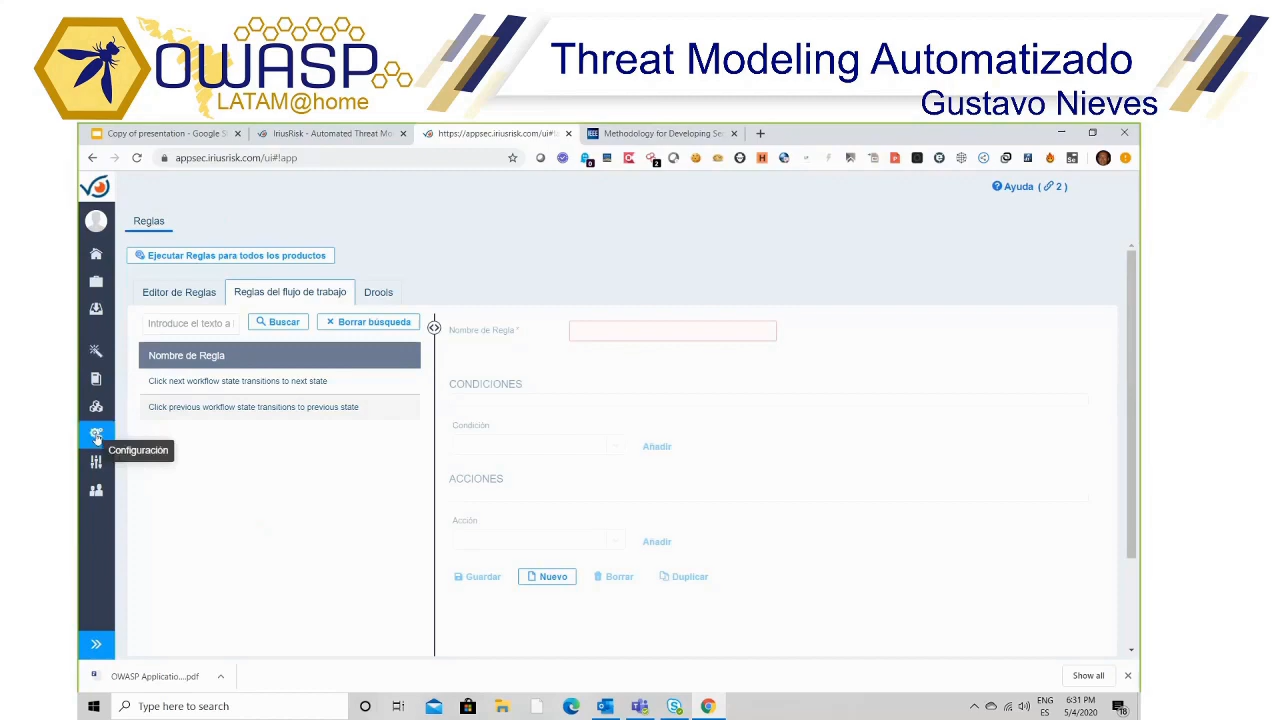 OWASP
LATAM@home
Threat Modeling Automatizado
Gustavo Nieves
Copy of presentation - Google S
IriusRisk - Automated Threat Mo
https://appsec.iriusrisk.com/ui#!
Methodology for Developing Se
appsec.iriusrisk.com/ui#!app
0
2
Ayuda ( 2 )
Reglas
Ejecutar Reglas para todos los productos
Editor de Reglas
Reglas del flujo de trabajo
Drools
Introduce el texto a
Buscar
Borrar búsqueda
Nombre de Regla *
Nombre de Regla
Click next workflow state transitions to next state
Click previous workflow state transitions to previous state
CONDICIONES
Condición
Añadir
Configuración
ACCIONES
Acción
Añadir
Guardar
Nuevo
Borrar
Duplicar
OWASP Applicatio....pdf
Show all
Type here to search
ENG
ES
6:31 PM
5/4/2020
18